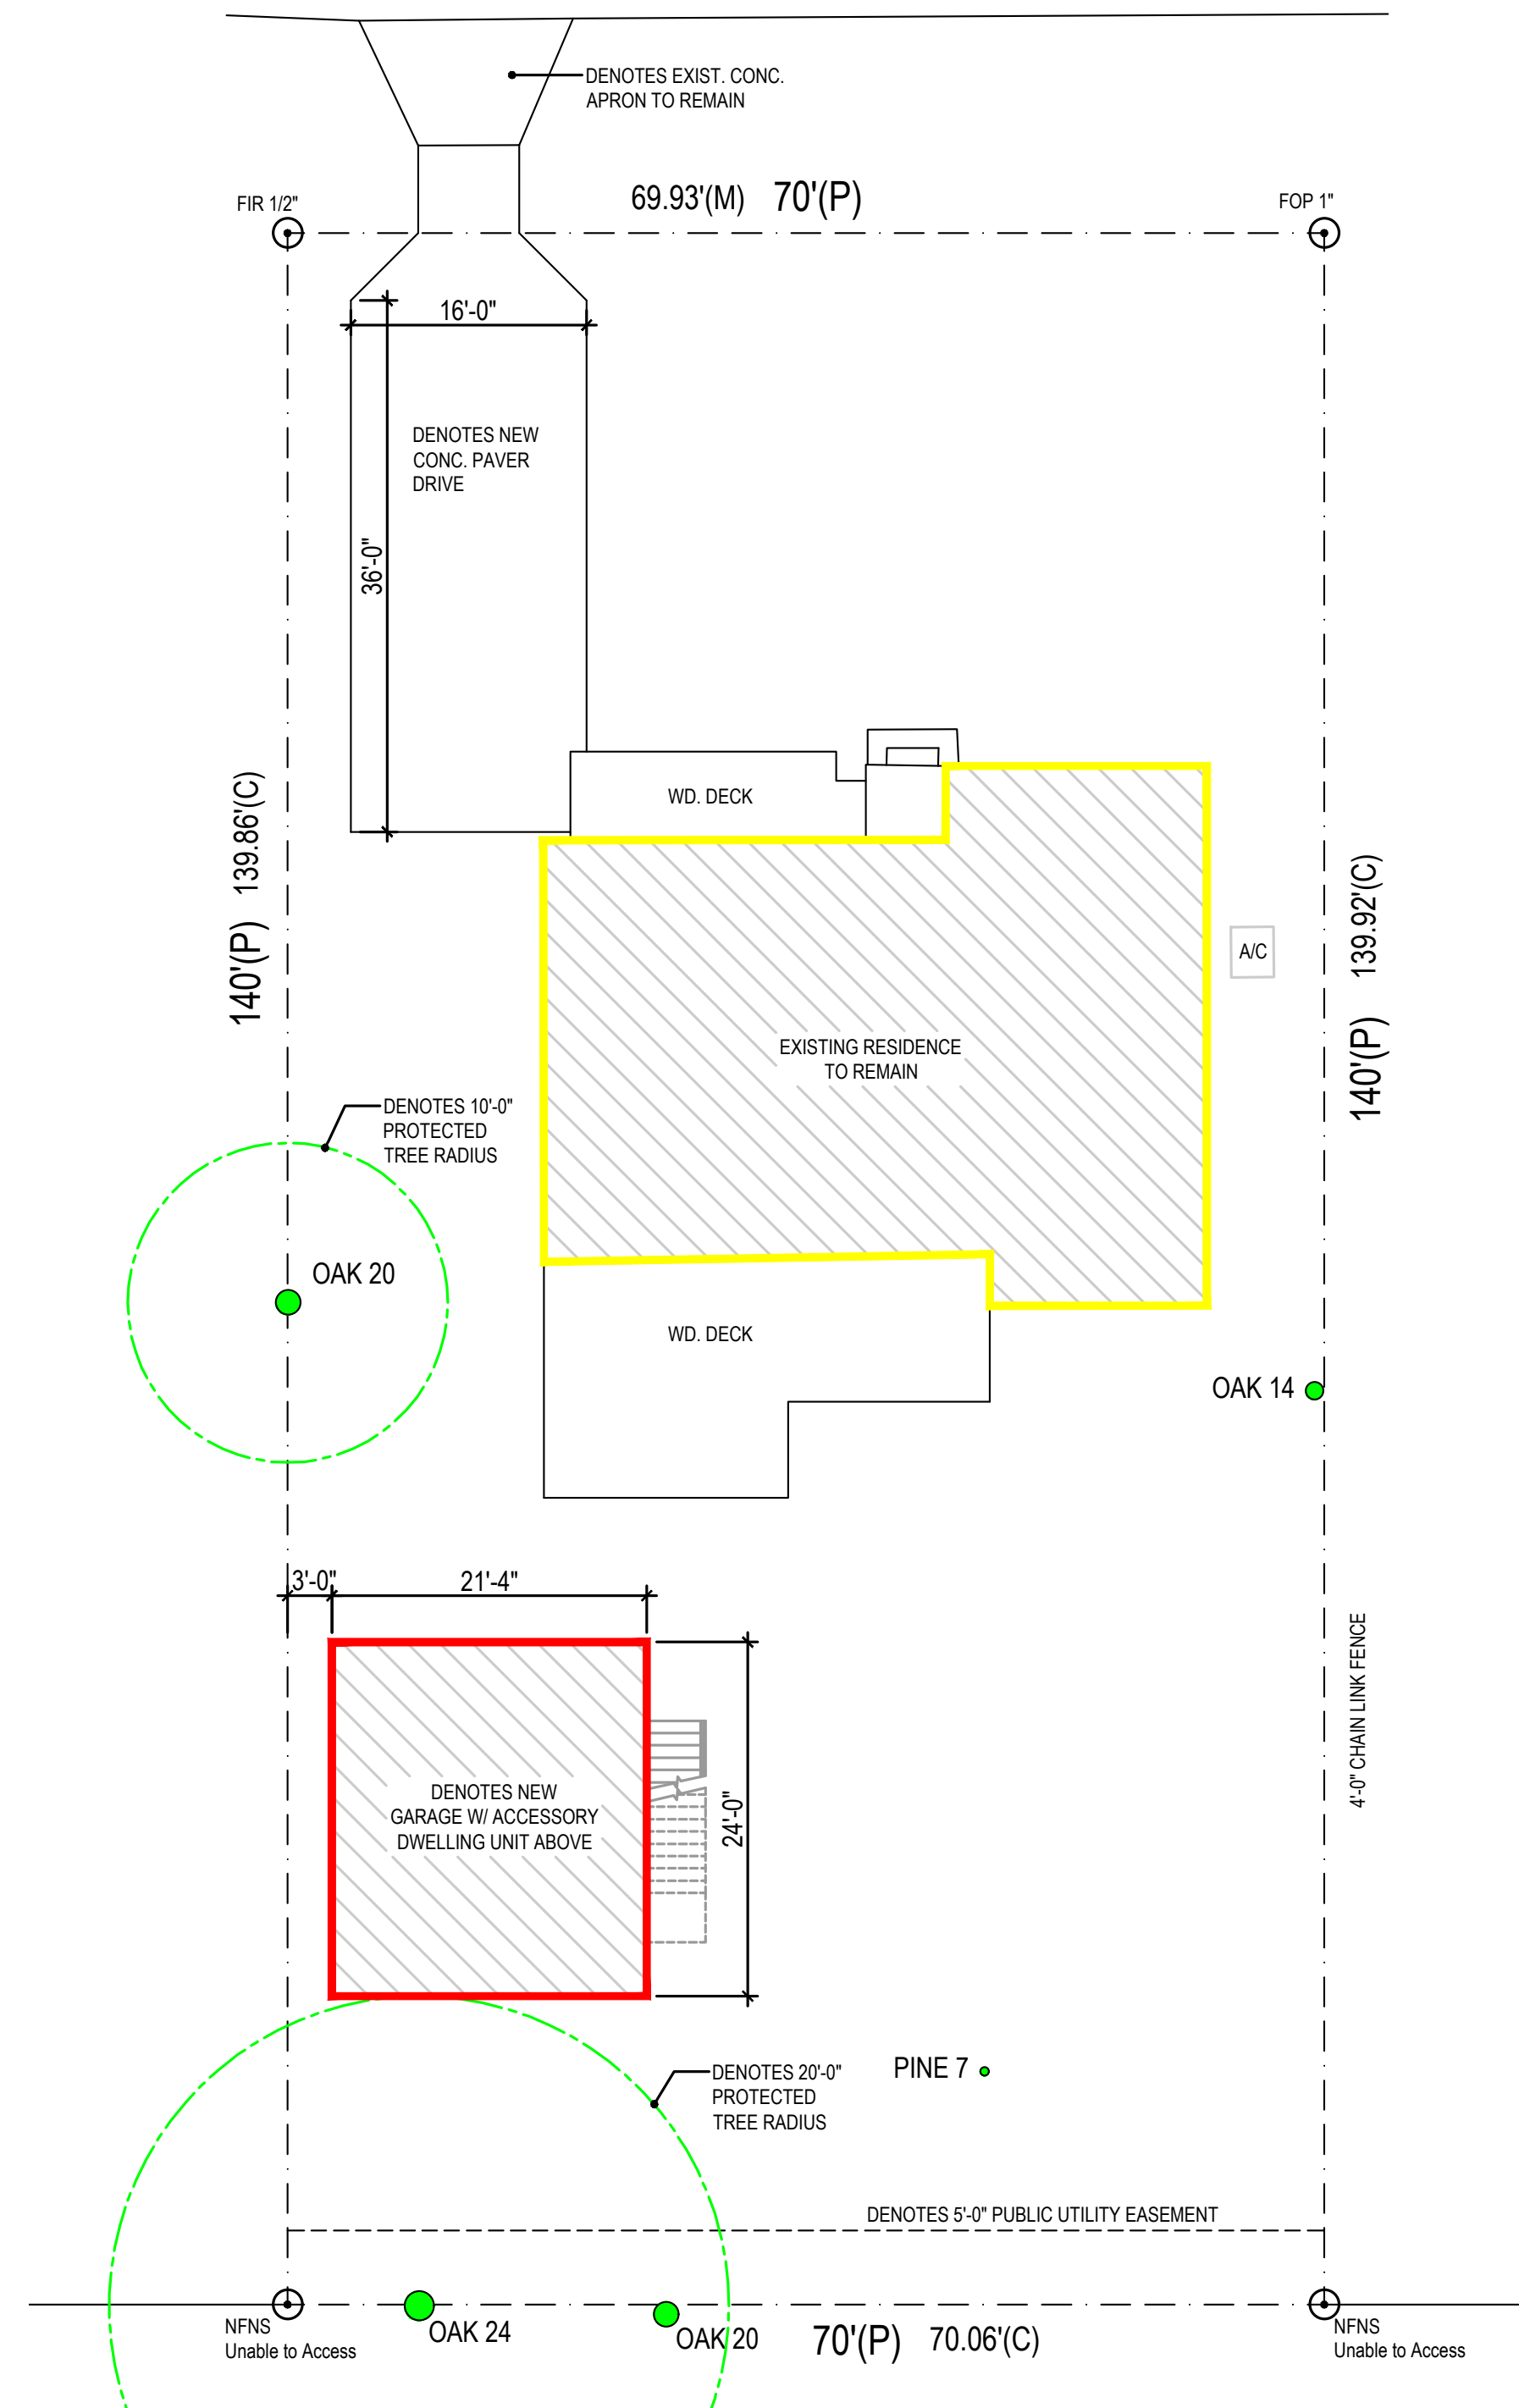 DENOTES EXIST. CONC.
APRON TO REMAIN
69.93'(M) 70'(P)
FIR 1/2"
FOP 1"
16'-0"
DENOTES NEW
CONC. PAVER
DRIVE
36'-0"
WD. DECK
140'(P) 139.86'(C)
140'(P) 139.92'(C)
A/C
EXISTING RESIDENCE
TO REMAIN
DENOTES 10'-0"
PROTECTED
TREE RADIUS
OAK 20
WD. DECK
OAK 14
3'-0"
21'-4"
4'-0" CHAIN LINK FENCE
DENOTES NEW
GARAGE W/ ACCESSORY
DWELLING UNIT ABOVE
24'-0"
PINE 7
DENOTES 20'-0"
PROTECTED
TREE RADIUS
DENOTES 5'-0" PUBLIC UTILITY EASEMENT
NFNS
Unable to Access
OAK 24
OAK 20
70'(P) 70.06'(C)
NFNS
Unable to Access